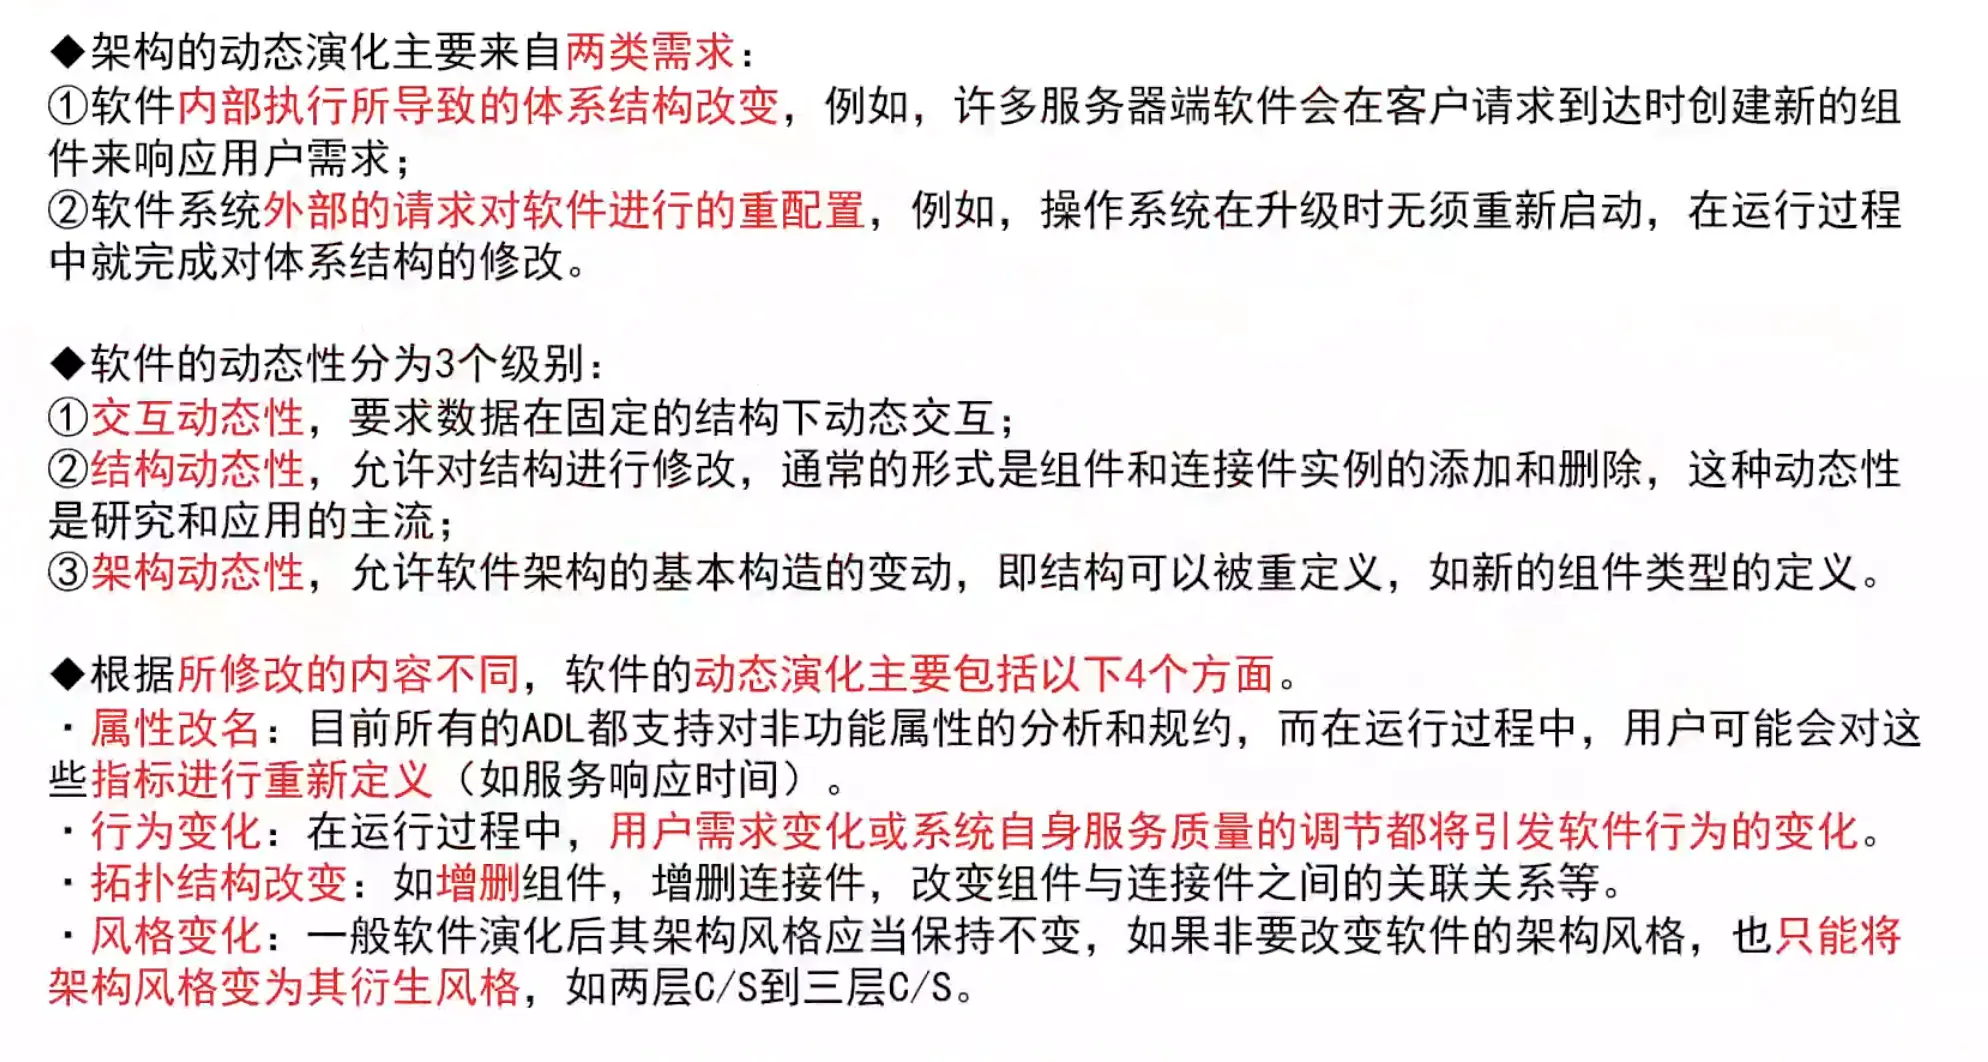 ◆架构的动态演化主要来自两类需求：
①软件内部执行所导致的体系结构改变，例如，许多服务器端软件会在客户请求到达时创建新的组
件来响应用户需求；
②软件系统外部的请求对软件进行的重配置，例如，操作系统在升级时无须重新启动，在运行过程
中就完成对体系结构的修改。
◆软件的动态性分为3个级别：
①交互动态性，要求数据在固定的结构下动态交互；
②结构动态性，允许对结构进行修改，通常的形式是组件和连接件实例的添加和删除，这种动态性
是研究和应用的主流；
③架构动态性，允许软件架构的基本构造的变动，即结构可以被重定义，如新的组件类型的定义。
◆根据所修改的内容不同，软件的动态演化主要包括以下4个方面。
·属性改名：目前所有的ADL都支持对非功能属性的分析和规约，而在运行过程中，用户可能会对这
些指标进行重新定义（如服务响应时间）。
·行为变化：在运行过程中，用户需求变化或系统自身服务质量的调节都将引发软件行为的变化。
·拓扑结构改变：如增删组件，增删连接件，改变组件与连接件之间的关联关系等。
·风格变化：一般软件演化后其架构风格应当保持不变，如果非要改变软件的架构风格，也只能将
架构风格变为其衍生风格，如两层C/S到三层C/S。